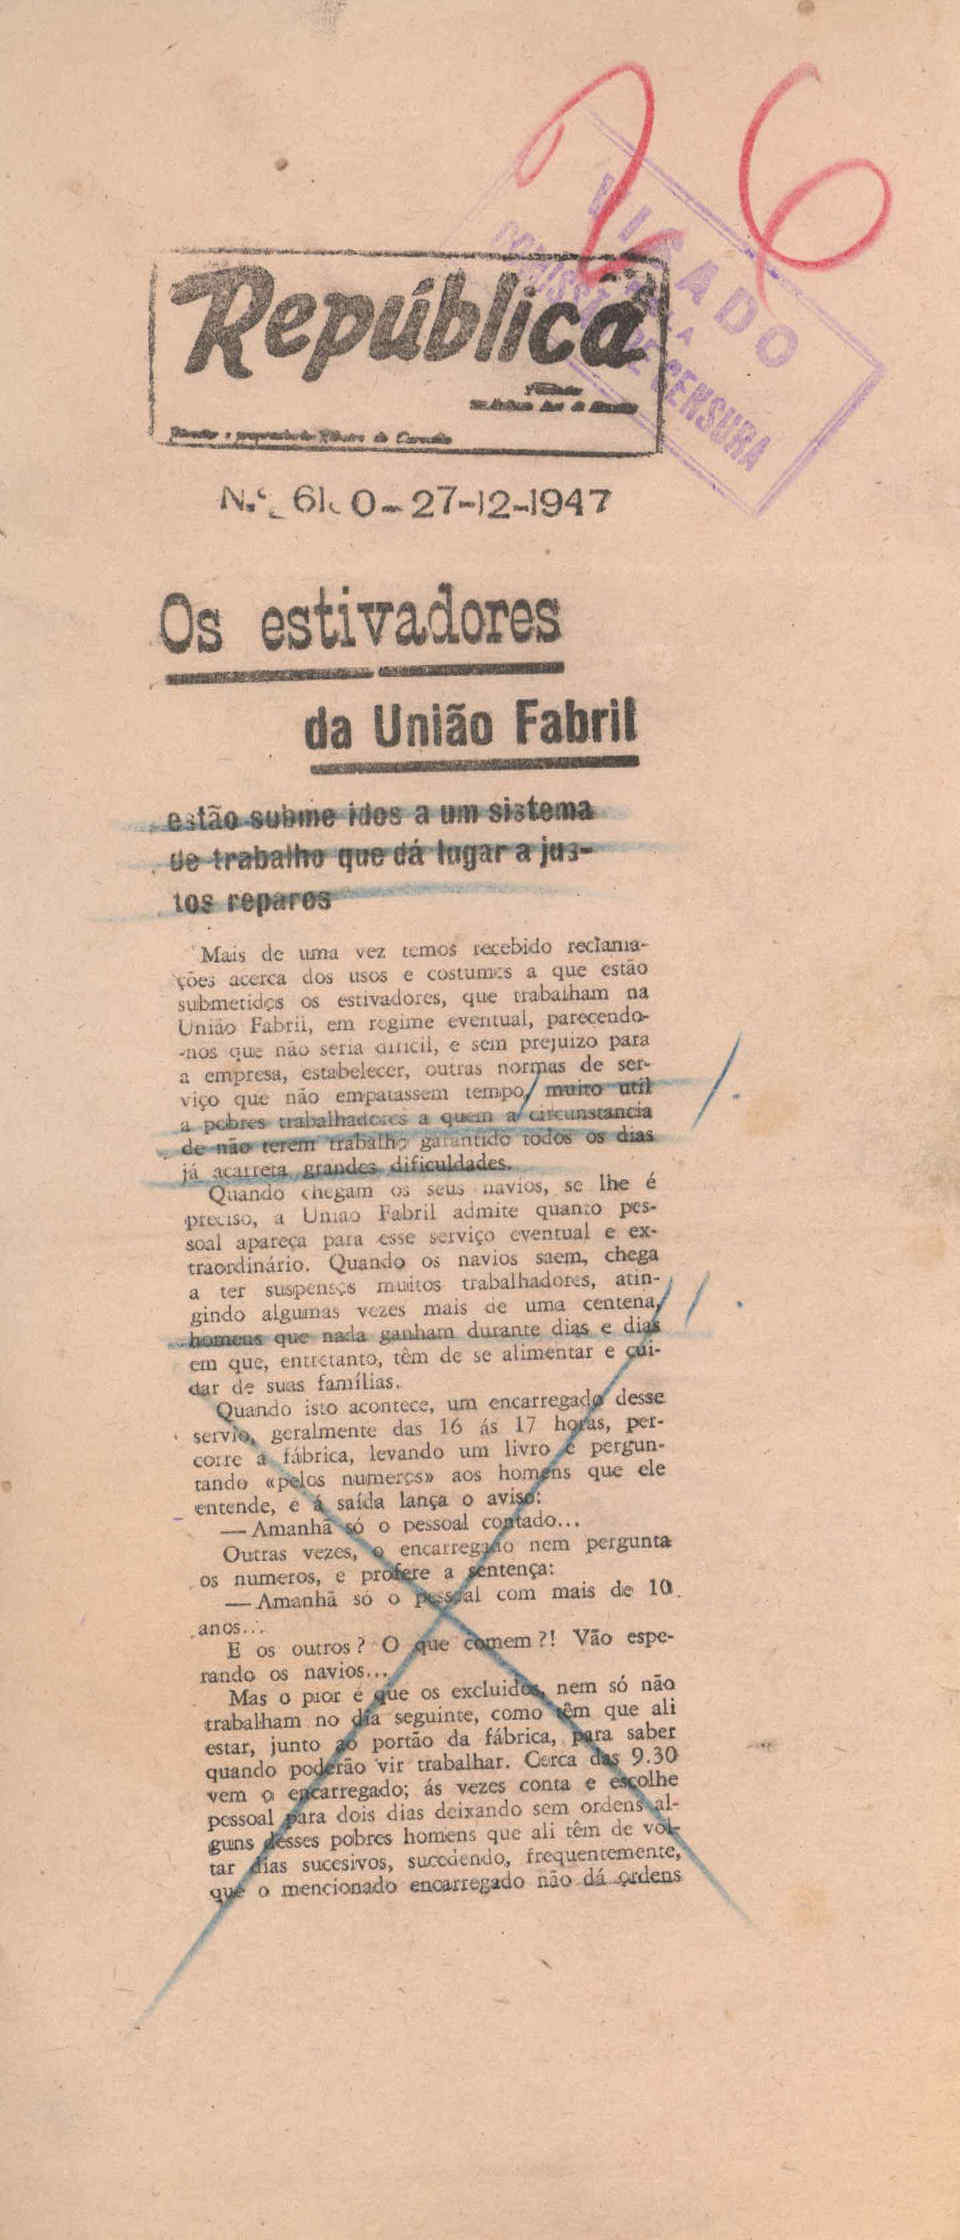 26
VISADO
PELA
COMISSÃO DE CENSURA
República
N.º 61 0-27-12-1947
Os estivadores
da União Fabril
estão subme idos a um sistema
de trabalho que dá lugar a jus-
tos reparos
Mais de uma vez temos recebido reclama-
ções acerca dos usos e costumes a que estão
submetidos os estivadores, que trabalham na
União Fabril, em regime eventual, parecendo-
-nos que não seria dificil, e sem prejuizo para
a empresa, estabelecer, outras normas de ser-
viço que não empatassem tempo, muito util
a pobres trabalhadores a quem a circunstancia
de não terem trabalho garantido todos os dias
já acarreta grandes dificuldades.
Quando chegam os seus navios, se lhe é
preciso, a União Fabril admite quanto pes-
soal apareça para esse serviço eventual e ex-
traordinário. Quando os navios saem, chega
a ter suspensos muitos trabalhadores, atin-
gindo algumas vezes mais de uma centena,
homens que nada ganham durante dias e dias
em que, entretanto, têm de se alimentar e cui-
dar de suas famílias.
Quando isto acontece, um encarregado desse
servio, geralmente das 16 ás 17 horas, per-
corre a fábrica, levando um livro e pergun-
tando «pelos numeros» aos homens que ele
entende, e á saída lança o aviso:
— Amanhã só o pessoal contado...
Outras vezes, o encarregado nem pergunta
os numeros, e profere a sentença:
— Amanhã só o pessoal com mais de 10
anos...
E os outros? O que comem?! Vão espe-
rando os navios...
Mas o pior é que os excluidos, nem só não
trabalham no dia seguinte, como têm que ali
estar, junto ao portão da fábrica, para saber
quando poderão vir trabalhar. Cerca das 9.30
vem o encarregado; ás vezes conta e escolhe
pessoal para dois dias deixando sem ordens al-
guns desses pobres homens que ali têm de vol-
tar dias sucesivos, sucedendo, frequentemente,
que o mencionado encarregado não dá ordens